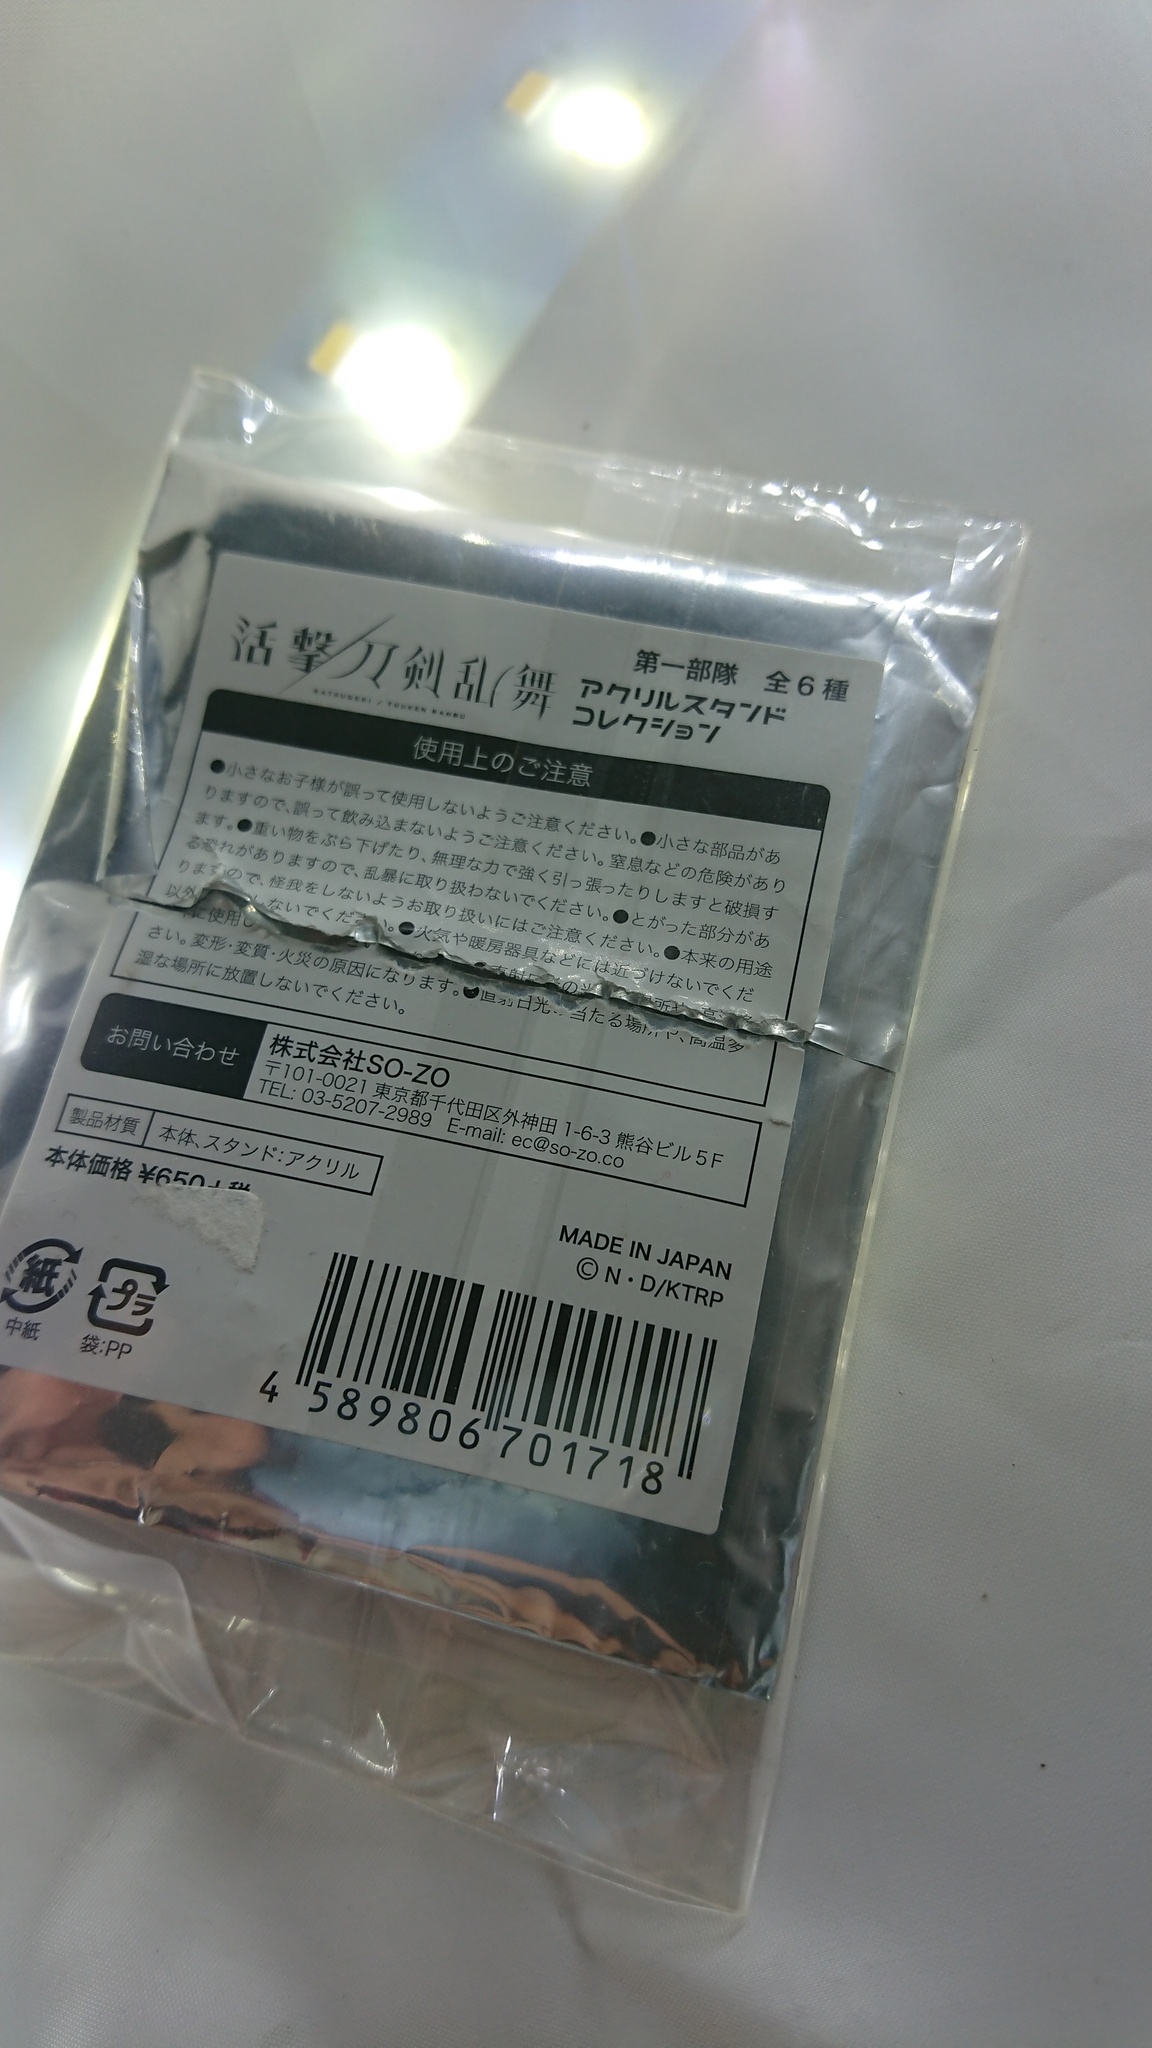 活撃/刀剣乱舞
KATSUGEKI / TOUKEN RANBU
第一部隊 全6種
アクリルスタンド
コレクション
使用上のご注意
●小さなお子様が誤って使用しないようご注意ください。●小さな部品があ
りますので、誤って飲み込まないようご注意ください。窒息などの危険があり
ます。●重い物をぶら下げたり、無理な力で強く引っ張ったりしますと破損す
る恐れがありますので、乱暴に取り扱わないでください。●とがった部分があ
りますので、怪我をしないようお取り扱いにはご注意ください。●本来の用途
以外に使用しないでください。●火気や暖房器具などには近づけないでくだ
さい。変形・変質・火災の原因になります。●直射日光の当たる場所や、高温多
湿な場所に放置しないでください。
お問い合わせ
株式会社SO-ZO
〒101-0021 東京都千代田区外神田 1-6-3 熊谷ビル5F
TEL: 03-5207-2989 E-mail: ec@so-zo.co
製品材質 本体、スタンド:アクリル
本体価格 ¥650+税
MADE IN JAPAN
© N・D/KTRP
紙
中紙
プラ
袋:PP
4 589806 701718